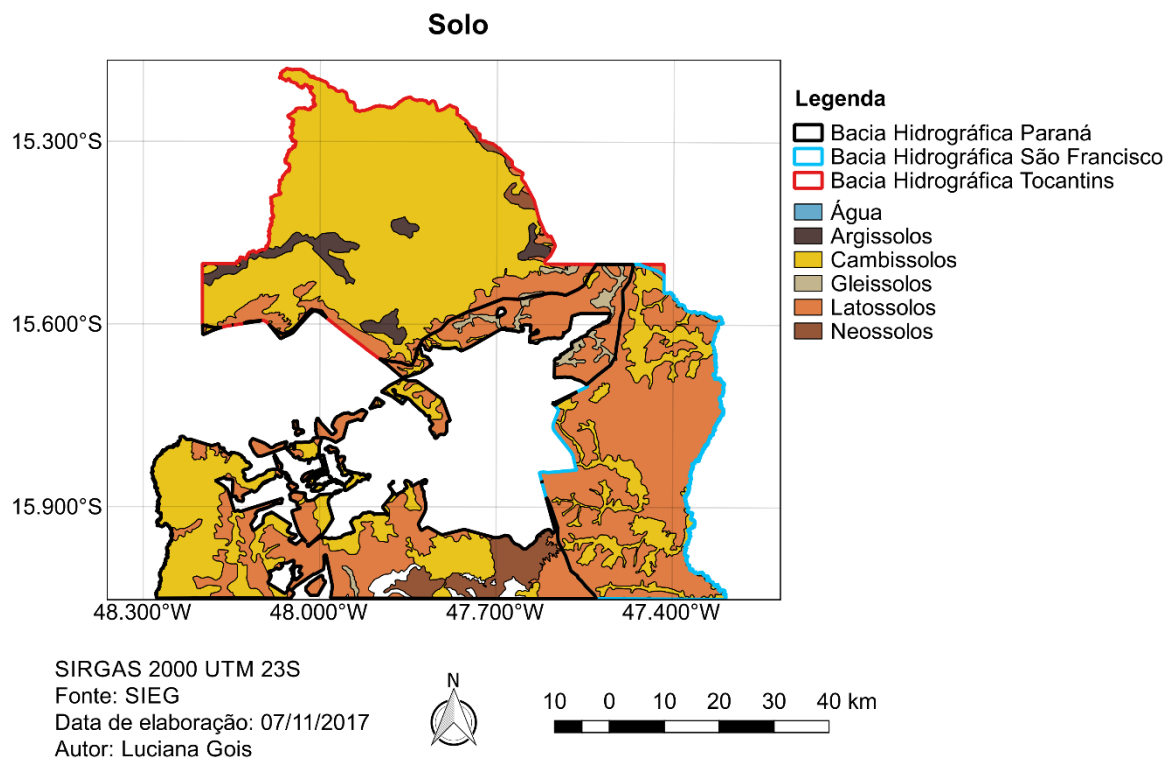 Solo
15.300°S
15.600°S
15.900°S
48.300°W
48.000°W
47.700°W
47.400°W
Legenda
Bacia Hidrográfica Paraná
Bacia Hidrográfica São Francisco
Bacia Hidrográfica Tocantins
Água
Argissolos
Cambissolos
Gleissolos
Latossolos
Neossolos
SIRGAS 2000 UTM 23S
Fonte: SIEG
Data de elaboração: 07/11/2017
Autor: Luciana Gois
N
10 0 10 20 30 40 km